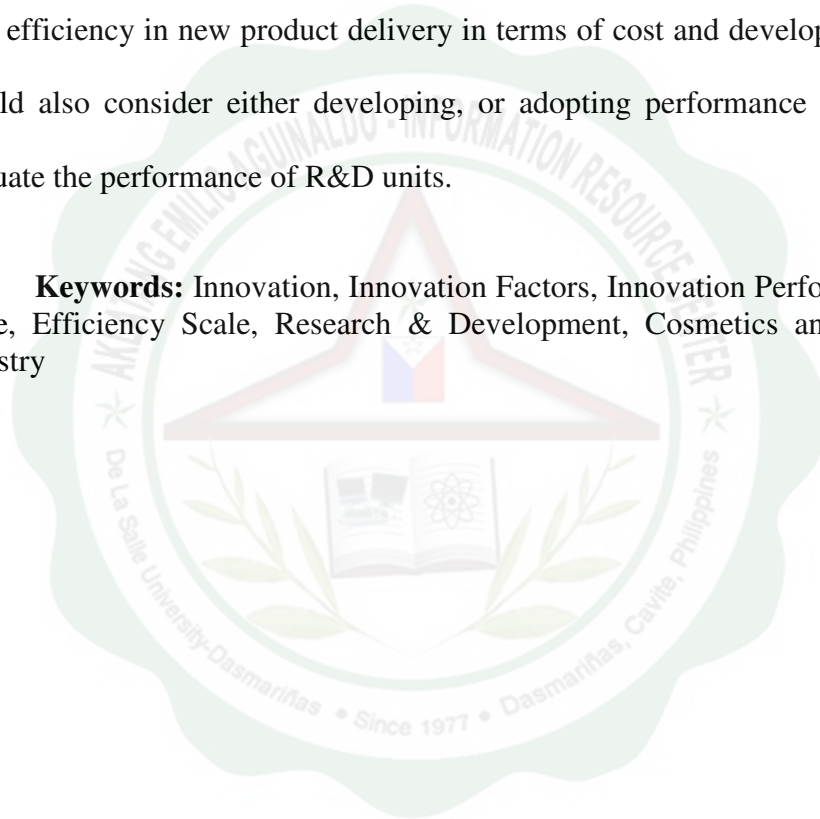 efficiency in new product delivery in terms of cost and develop
ld also consider either developing, or adopting performance
uate the performance of R&D units.
Keywords: Innovation, Innovation Factors, Innovation Perfo
e, Efficiency Scale, Research & Development, Cosmetics an
stry
AKLATANG EMILIO AGUINALDO - INFORMATION RESOURCE CENTER
De La Salle University-Dasmariñas • Since 1977 • Dasmariñas, Cavite, Philippines